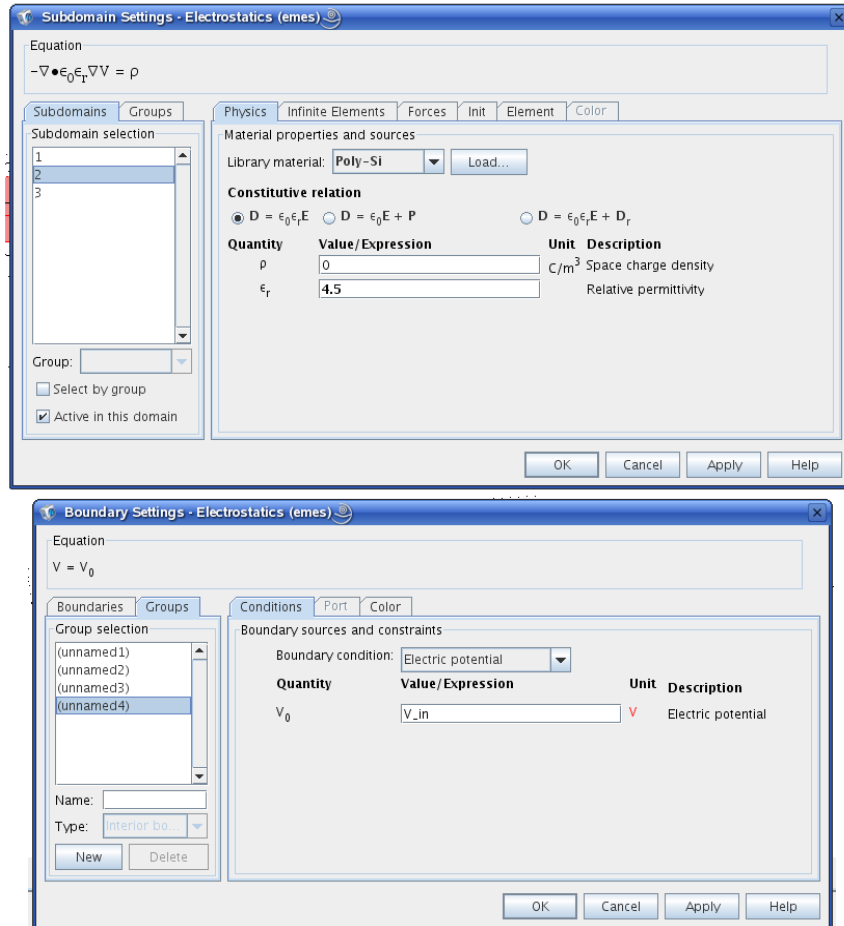 Subdomain Settings - Electrostatics (emes)
Equation
-∇•ϵ₀ϵᵣ∇V = ρ
Subdomains Groups
Physics Infinite Elements Forces Init Element Color
Subdomain selection
1
2
3
Group:
Select by group
Active in this domain
Material properties and sources
Library material: Poly-Si Load...
Constitutive relation
D = ϵ₀ϵᵣE D = ϵ₀E + P D = ϵ₀ϵᵣE + Dᵣ
Quantity Value/Expression Unit Description
ρ 0 C/m³ Space charge density
ϵᵣ 4.5 Relative permittivity
OK Cancel Apply Help
Boundary Settings - Electrostatics (emes)
Equation
V = V₀
Boundaries Groups
Conditions Port Color
Group selection
(unnamed1)
(unnamed2)
(unnamed3)
(unnamed4)
Name:
Type: Interior bo...
New Delete
Boundary sources and constraints
Boundary condition: Electric potential
Quantity Value/Expression Unit Description
V₀ V_in V Electric potential
OK Cancel Apply Help